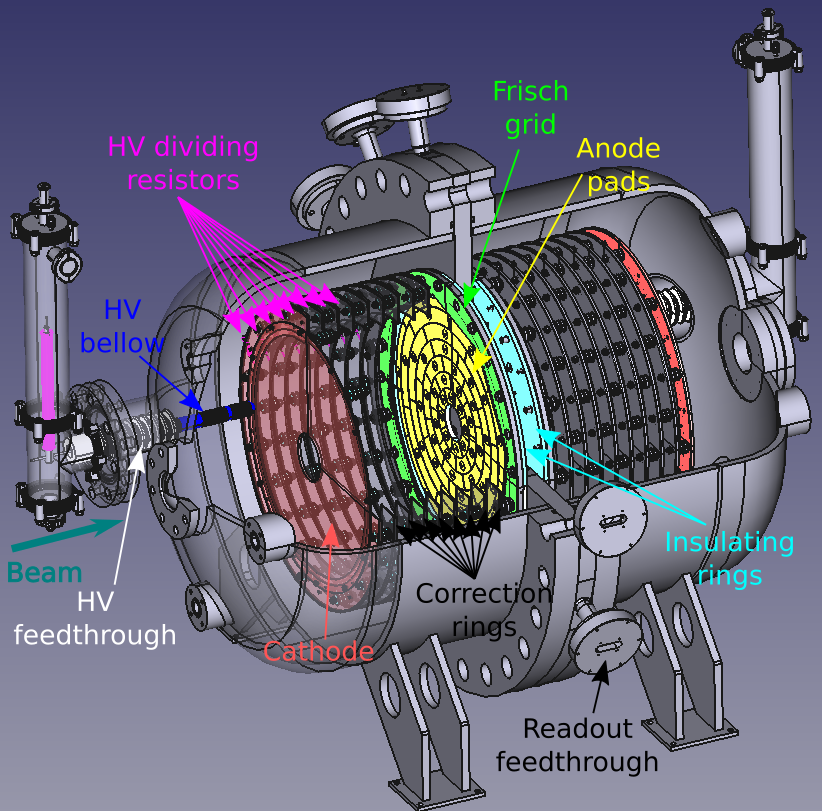 Frisch
grid
HV dividing
resistors
Anode
pads
HV
bellow
Beam
HV
feedthrough
Cathode
Correction
rings
Insulating
rings
Readout
feedthrough